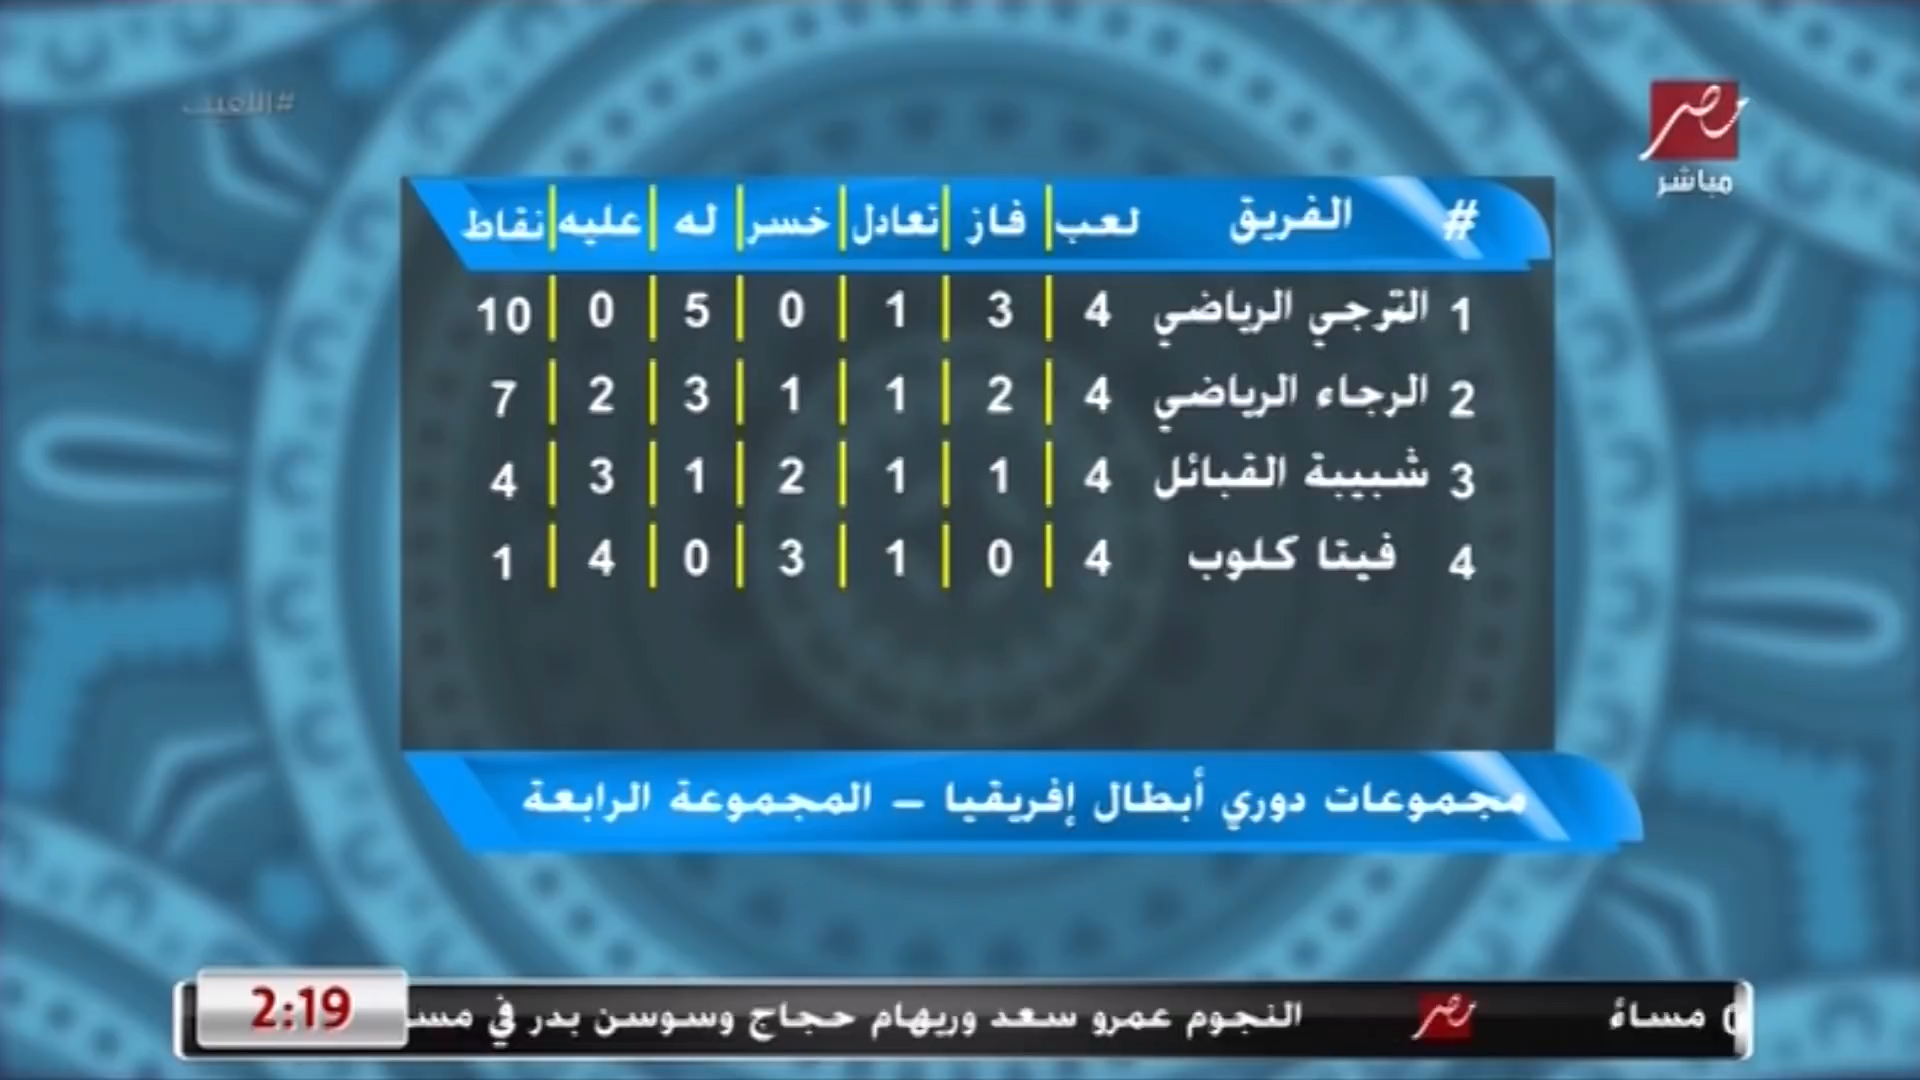 #اللعيب
مصر
مباشر
# الفريق لعب فاز تعادل خسر له عليه نقاط
1 الترجي الرياضي 4 3 1 0 5 0 10
2 الرجاء الرياضي 4 2 1 1 3 2 7
3 شبيبة القبائل 4 1 1 2 1 3 4
4 فيتا كلوب 4 0 1 3 0 4 1
مجموعات دوري أبطال إفريقيا – المجموعة الرابعة
مساءً مصر النجوم عمرو سعد وريهام حجاج وسوسن بدر في مس
2:19